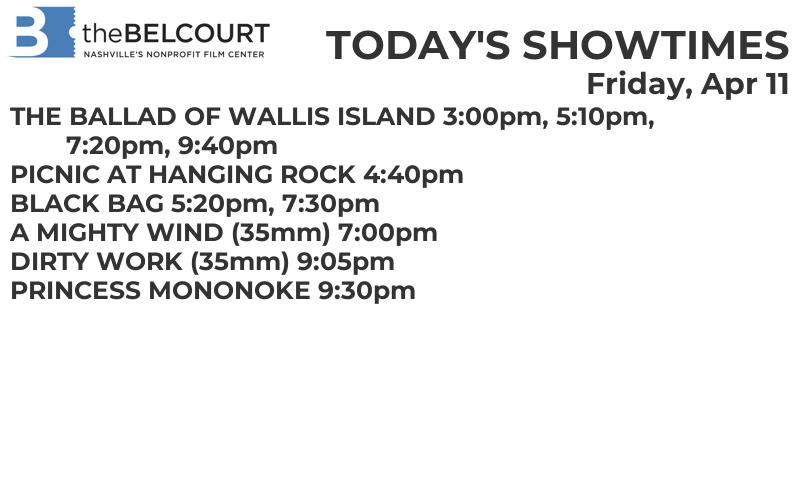 B theBELCOURT
NASHVILLE'S NONPROFIT FILM CENTER
TODAY'S SHOWTIMES
Friday, Apr 11
THE BALLAD OF WALLIS ISLAND 3:00pm, 5:10pm,
7:20pm, 9:40pm
PICNIC AT HANGING ROCK 4:40pm
BLACK BAG 5:20pm, 7:30pm
A MIGHTY WIND (35mm) 7:00pm
DIRTY WORK (35mm) 9:05pm
PRINCESS MONONOKE 9:30pm